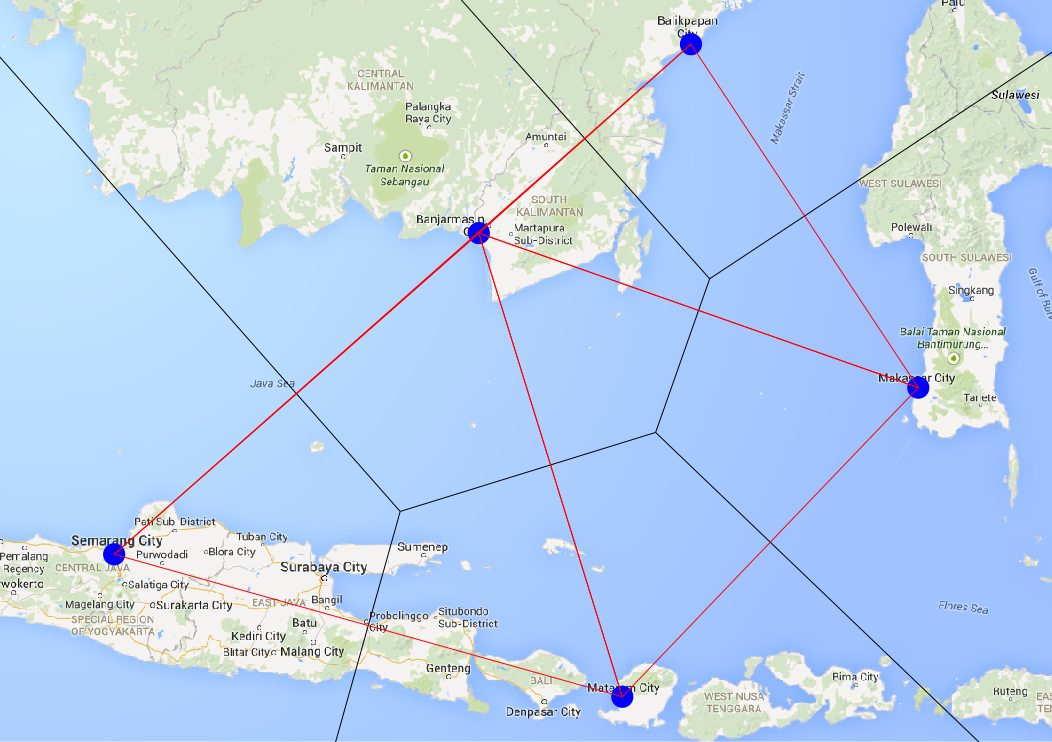 Balikpapan
City
Palu
CENTRAL
KALIMANTAN
Makassar Strait
Sulawesi
Palangka
Raya City
Amuntai
Sampit
Taman Nasional
Sebangau
WEST SULAWESI
SOUTH
KALIMANTAN
Banjarmasin
Martapura
Sub-District
Polewali
SOUTH SULAWESI
Singkang
Gulf of
Balai Taman Nasional
Bantimurung...
Java Sea
Makassar City
Tanete
Pati Sub-District
Semarang City
Tuban City
Sumenep
Pemalang
Regency
Purwodadi
Blora City
CENTRAL JAVA
Surabaya City
wokerto
Salatiga City
Magelang City
Surakarta City
EAST JAVA
Bangil
Flores Sea
SPECIAL REGION
OF YOGYAKARTA
Batu
Probolinggo
City
Situbondo
Sub-District
Kediri City
Blitar City
Malang City
Genteng
BALI
Mataram City
Bima City
Denpasar City
WEST NUSA
TENGGARA
Ruteng